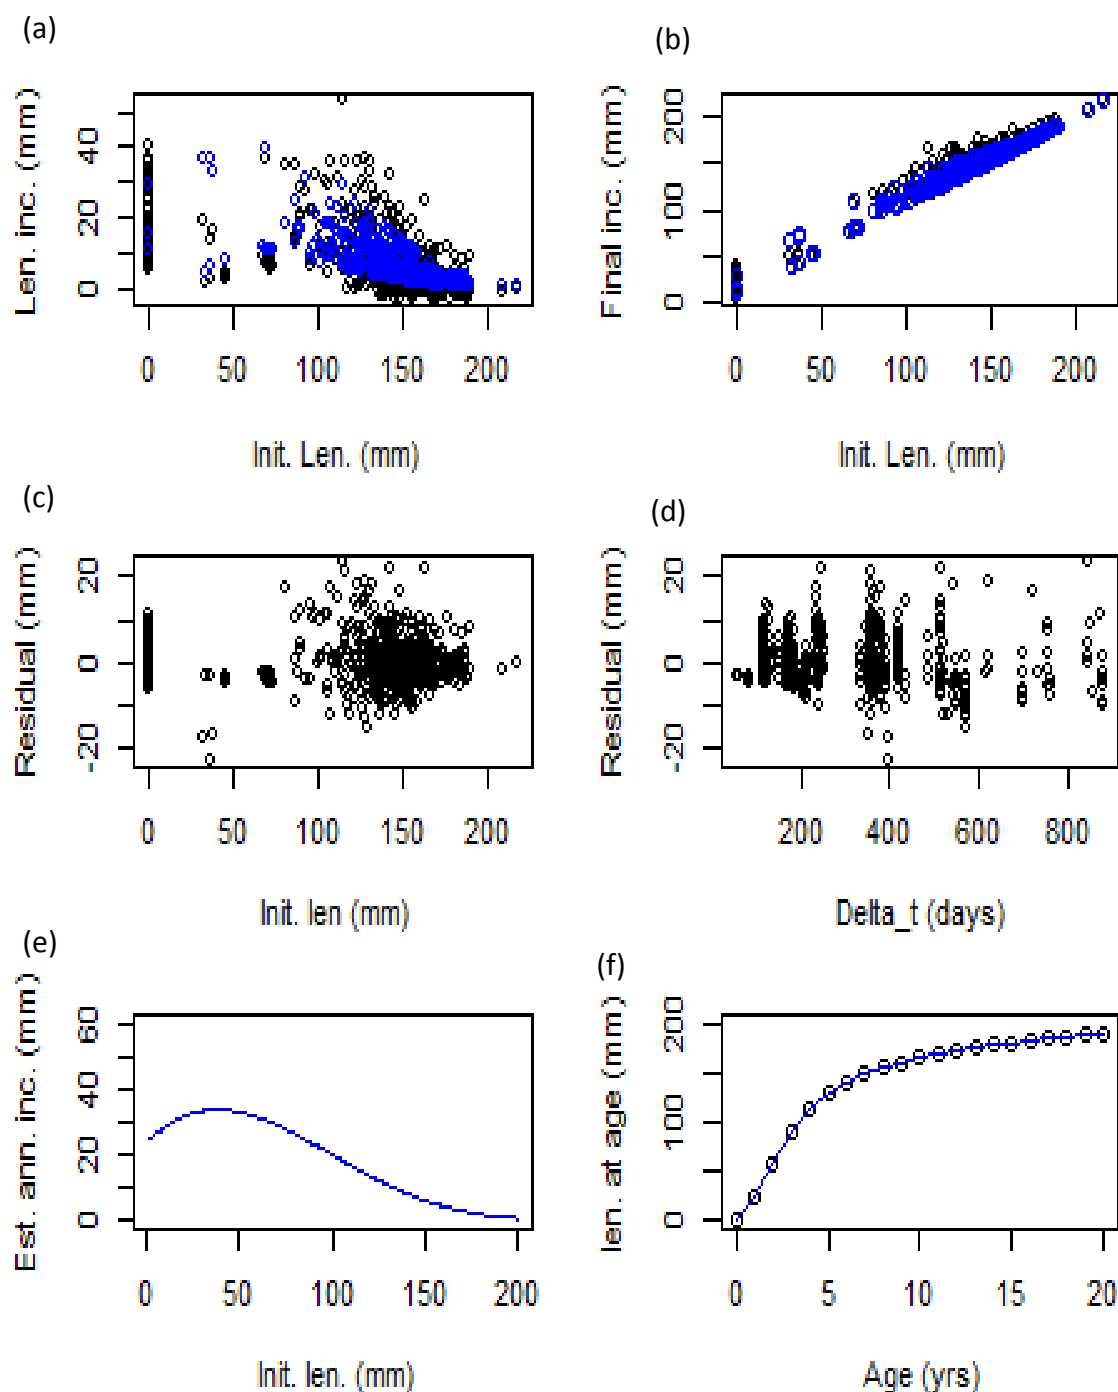 (a)
Len. inc. (mm)
0 20 40
0 50 100 150 200
Init. Len. (mm)
(b)
Final inc. (mm)
0 100 200
0 50 100 150 200
Init. Len. (mm)
(c)
Residual (mm)
-20 0 20
0 50 100 150 200
Init. len (mm)
(d)
Residual (mm)
-20 0 20
200 400 600 800
Delta_t (days)
(e)
Est. ann. inc. (mm)
0 20 40 60
0 50 100 150 200
Init. len. (mm)
(f)
len. at age (mm)
0 100 200
0 5 10 15 20
Age (yrs)